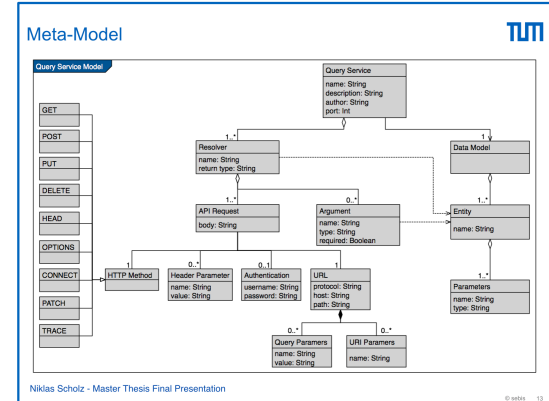 Meta-Model
TUM
Query Service Model
Query Service
name: String
description: String
author: String
port: Int
GET
POST
PUT
DELETE
HEAD
OPTIONS
CONNECT
PATCH
TRACE
1..*
1
Resolver
name: String
return type: String
Data Model
1..*
0..*
1..*
API Request
body: String
Argument
name: String
type: String
required: Boolean
Entity
name: String
1
0..*
0..1
1
HTTP Method
Header Parameter
name: String
value: String
Authentication
username: String
password: String
URL
protocol: String
host: String
path: String
1..*
Parameters
name: String
type: String
0..*
0..*
Query Paramers
name: String
value: String
URI Paramers
name: String
Niklas Scholz - Master Thesis Final Presentation
© sebis 13